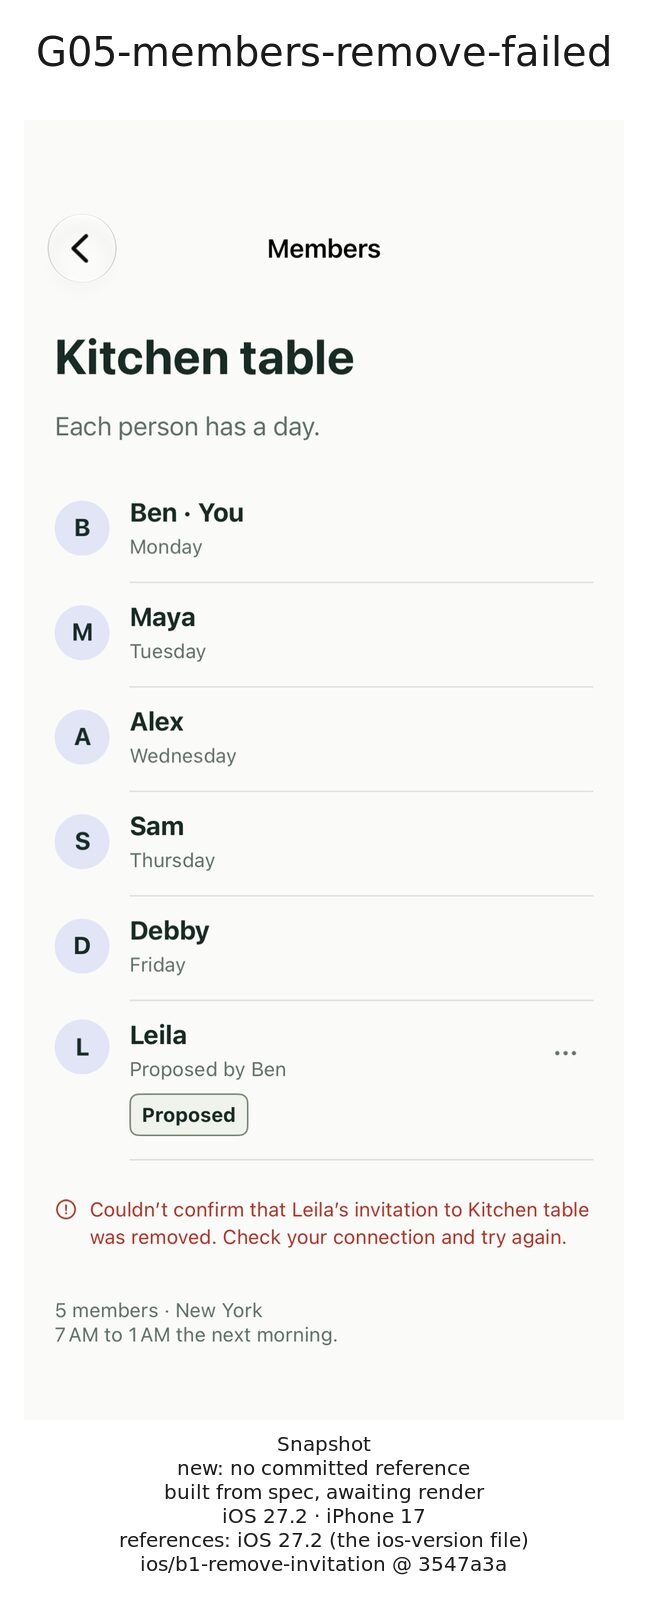 G05-members-remove-failed
Members
Kitchen table
Each person has a day.
B
Ben · You
Monday
M
Maya
Tuesday
A
Alex
Wednesday
S
Sam
Thursday
D
Debby
Friday
L
Leila
Proposed by Ben
Proposed
Couldn’t confirm that Leila’s invitation to Kitchen table
was removed. Check your connection and try again.
5 members · New York
7 AM to 1 AM the next morning.
Snapshot
new: no committed reference
built from spec, awaiting render
iOS 27.2 · iPhone 17
references: iOS 27.2 (the ios-version file)
ios/b1-remove-invitation @ 3547a3a